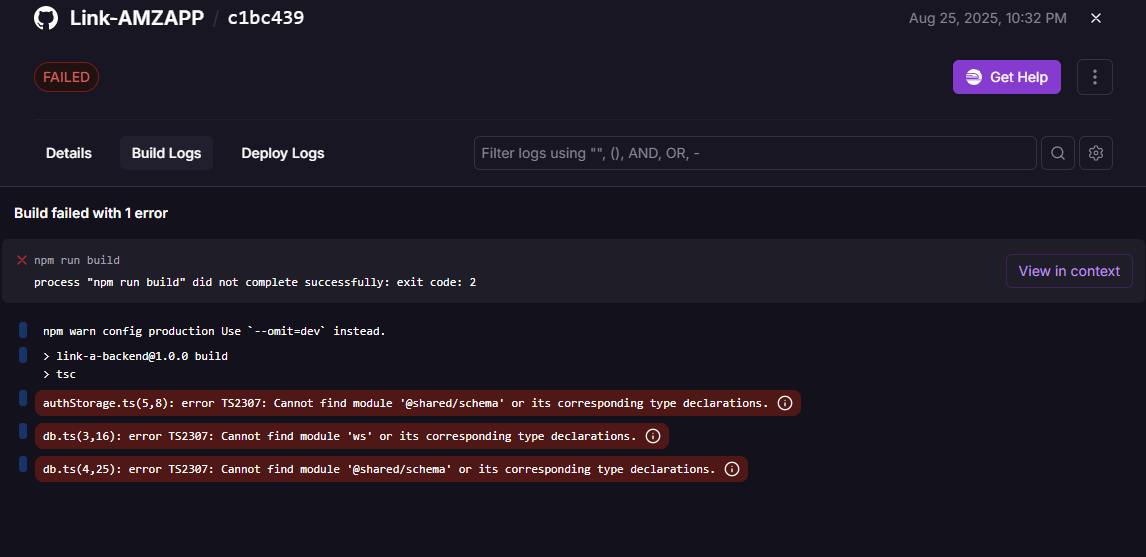 Link-AMZAPP / c1bc439
Aug 25, 2025, 10:32 PM
FAILED
Get Help
Details
Build Logs
Deploy Logs
Filter logs using "", (), AND, OR, -
Build failed with 1 error
npm run build
process "npm run build" did not complete successfully: exit code: 2
View in context
npm warn config production Use `--omit=dev` instead.
> link-a-backend@1.0.0 build
> tsc
authStorage.ts(5,8): error TS2307: Cannot find module '@shared/schema' or its corresponding type declarations.
db.ts(3,16): error TS2307: Cannot find module 'ws' or its corresponding type declarations.
db.ts(4,25): error TS2307: Cannot find module '@shared/schema' or its corresponding type declarations.